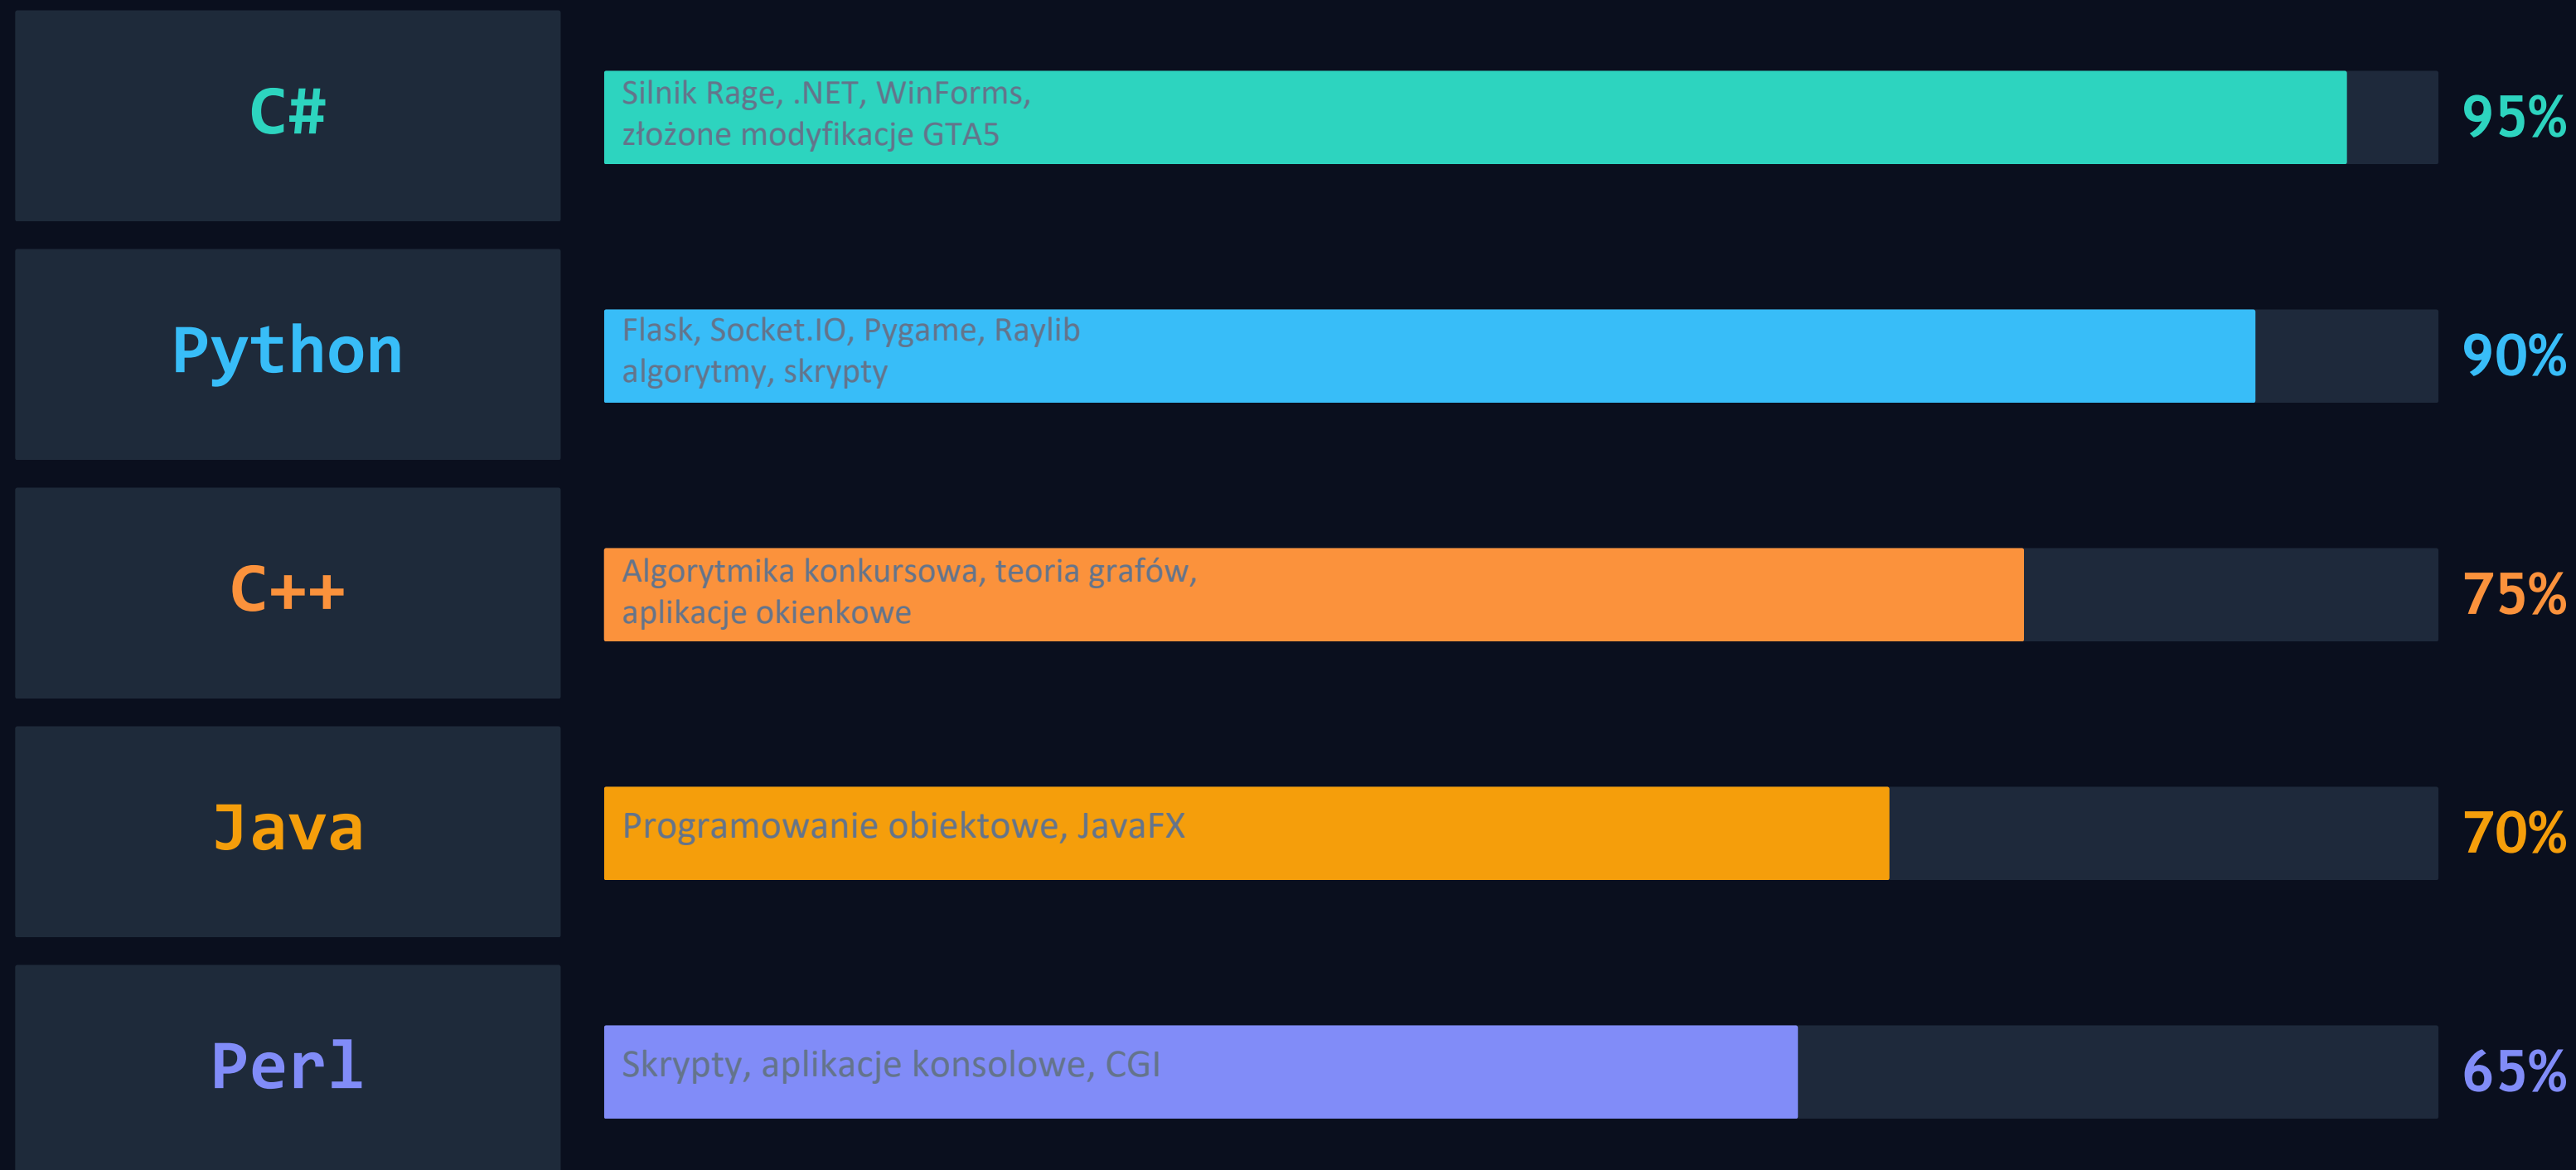 C#
Silnik Rage, .NET, WinForms,
złożone modyfikacje GTA5
95%
Python
Flask, Socket.IO, Pygame, Raylib
algorytmy, skrypty
90%
C++
Algorytmika konkursowa, teoria grafów,
aplikacje okienkowe
75%
Java
Programowanie obiektowe, JavaFX
70%
Perl
Skrypty, aplikacje konsolowe, CGI
65%